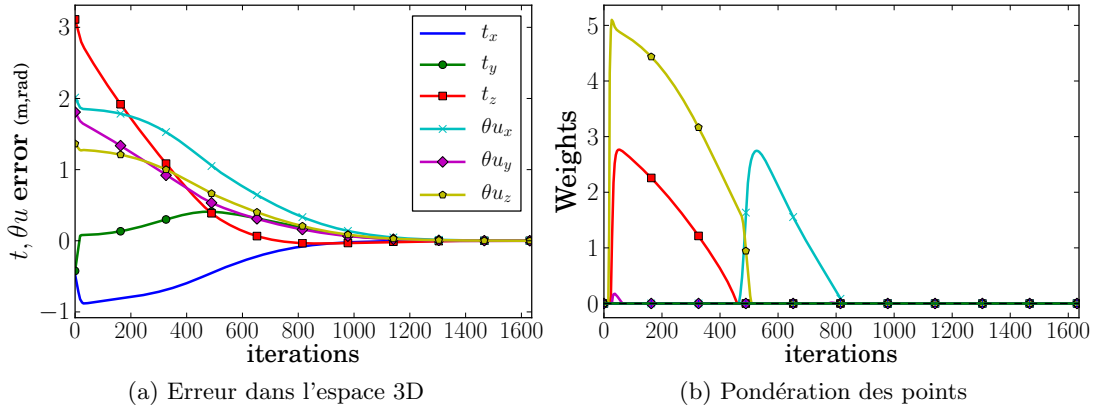 3
2
1
0
−1
t, θu error (m,rad)
0 200 400 600 800 1000 1200 1400 1600
iterations
t_x
t_y
t_z
θu_x
θu_y
θu_z
(a) Erreur dans l'espace 3D
5
4
3
2
1
0
Weights
0 200 400 600 800 1000 1200 1400 1600
iterations
(b) Pondération des points